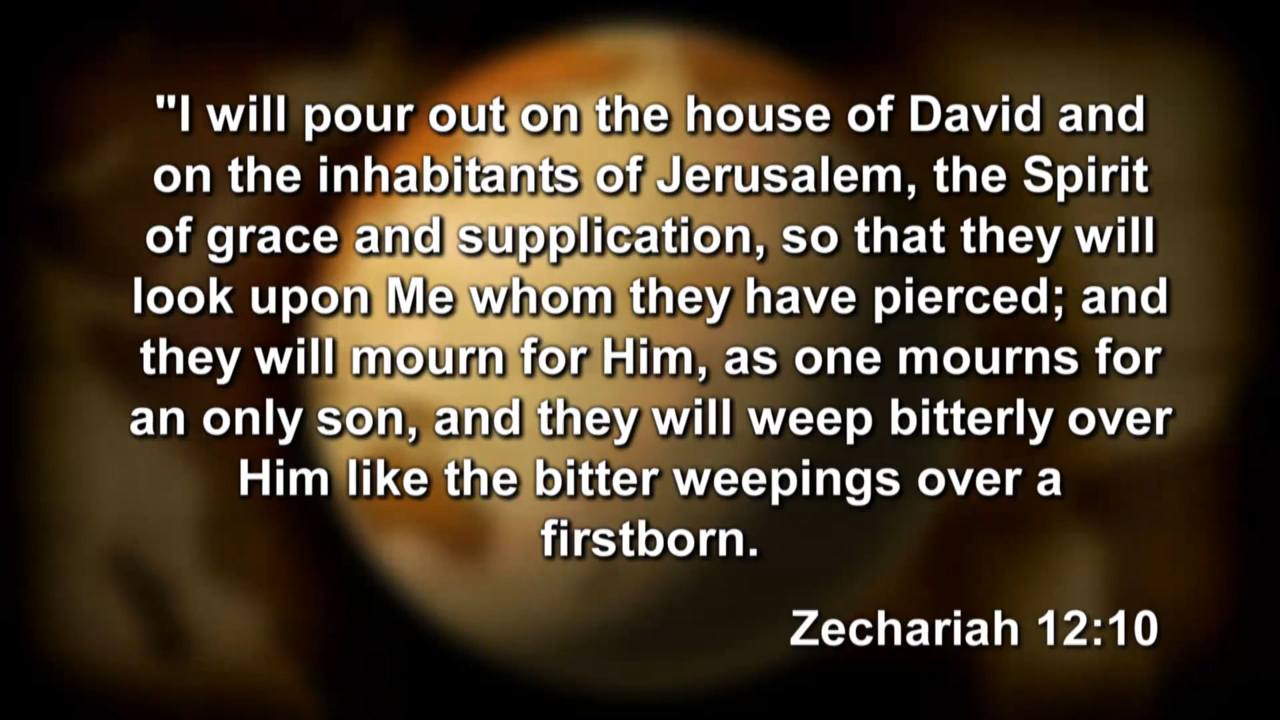 "I will pour out on the house of David and
on the inhabitants of Jerusalem, the Spirit
of grace and supplication, so that they will
look upon Me whom they have pierced; and
they will mourn for Him, as one mourns for
an only son, and they will weep bitterly over
Him like the bitter weepings over a
firstborn.
Zechariah 12:10